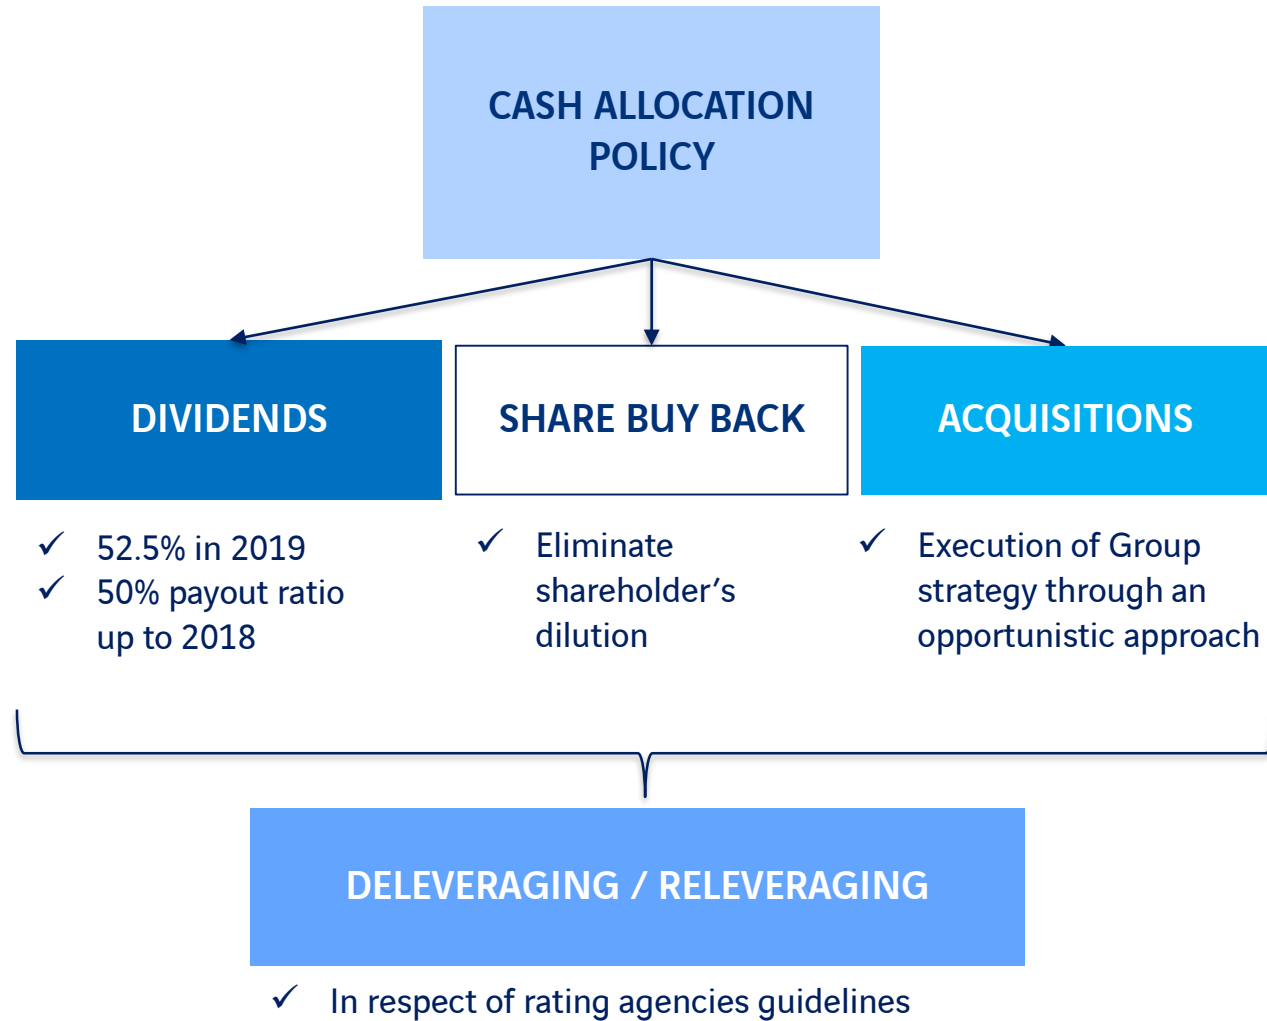 CASH ALLOCATION
POLICY
DIVIDENDS
✓ 52.5% in 2019
✓ 50% payout ratio
up to 2018
SHARE BUY BACK
✓ Eliminate
shareholder's
dilution
ACQUISITIONS
✓ Execution of Group
strategy through an
opportunistic approach
DELEVERAGING / RELEVERAGING
✓ In respect of rating agencies guidelines